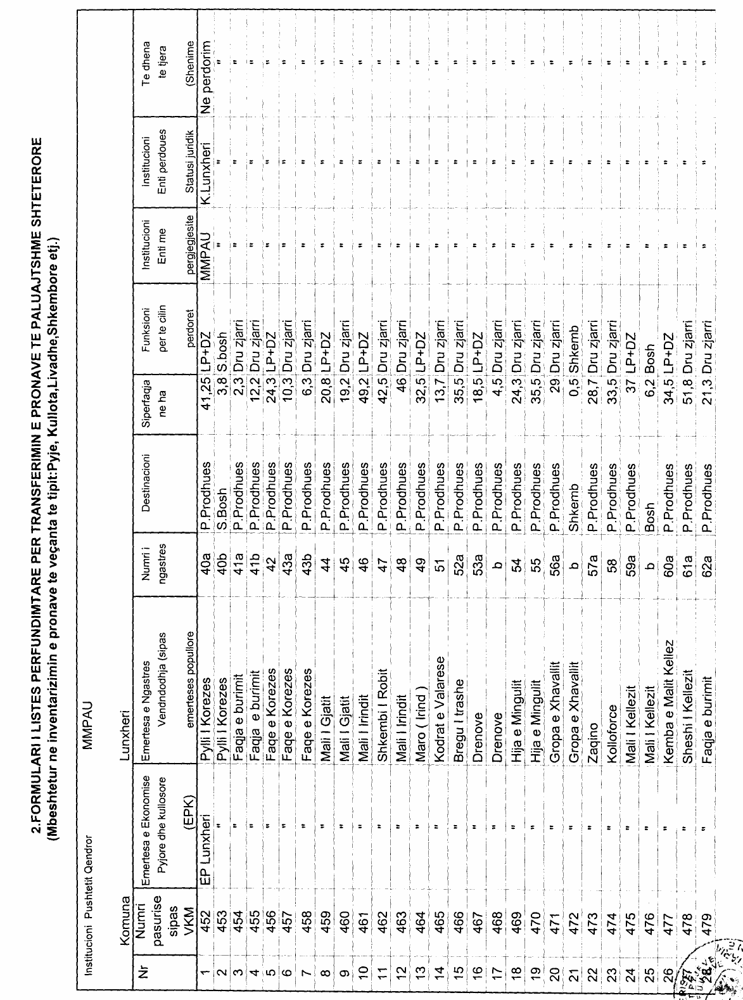 2.FORMULARI I LISTES PERFUNDIMTARE PER TRANSFERIMIN E PRONAVE TE PALUAJTSHME SHTETERORE
(Mbeshtetur ne inventarizimin e pronave te veçanta te tipit:Pyje, Kullota,Livadhe,Shkembore etj.)
Institucioni Pushtetit Qendror MMPAU
Komuna Lunxheri
Nr Numri pasurise sipas VKM Emertesa e Ekonomise Pyjore dhe kullosore (EPK) Emertesa e Ngastres Vendndodhja (sipas emerteses popullore Numri i ngastres Destinacioni Siperfaqja ne ha Funksioni per te cilin perdoret Institucioni Enti me pergjegjesite Institucioni Enti perdoues Statusi juridik Te dhena te tjera (Shenime
1 452 EP Lunxheri Pylli I Korezes 40a P.Prodhues 41,25 LP+DZ MMPAU K.Lunxheri Ne perdorim
2 453 " Pylli I Korezes 40b S.Bosh 3,8 S.bosh " " "
3 454 " Faqja e burimit 41a P.Prodhues 2,3 Dru zjarri " " "
4 455 " Faqja e burimit 41b P.Prodhues 12,2 Dru zjarri " " "
5 456 " Faqe e Korezes 42 P.Prodhues 24,3 LP+DZ " " "
6 457 " Faqe e Korezes 43a P.Prodhues 10,3 Dru zjarri " " "
7 458 " Faqe e Korezes 43b P.Prodhues 6,3 Dru zjarri " " "
8 459 " Mali I Gjatit 44 P.Prodhues 20,8 LP+DZ " " "
9 460 " Mali I Gjatit 45 P.Prodhues 19,2 Dru zjarri " " "
10 461 " Mali I Irindit 46 P.Prodhues 49,2 LP+DZ " " "
11 462 " Shkembi I Robit 47 P.Prodhues 42,5 Dru zjarri " " "
12 463 " Mali I Irindit 48 P.Prodhues 46 Dru zjarri " " "
13 464 " Maro ( Irind ) 49 P.Prodhues 32,5 LP+DZ " " "
14 465 " Kodrat e Valarese 51 P.Prodhues 13,7 Dru zjarri " " "
15 466 " Bregu I trashe 52a P.Prodhues 35,5 Dru zjarri " " "
16 467 " Drenove 53a P.Prodhues 18,5 LP+DZ " " "
17 468 " Drenove b P.Prodhues 4,5 Dru zjarri " " "
18 469 " Hija e Mingulit 54 P.Prodhues 24,3 Dru zjarri " " "
19 470 " Hija e Mingulit 55 P.Prodhues 35,5 Dru zjarri " " "
20 471 " Gropa e Xhavallit 56a P.Prodhues 29 Dru zjarri " " "
21 472 " Gropa e Xhavallit b Shkemb 0,5 Shkemb " " "
22 473 " Zaqino 57a P.Prodhues 28,7 Dru zjarri " " "
23 474 " Kolloforce 58 P.Prodhues 33,5 Dru zjarri " " "
24 475 " Mali I Kellezit 59a P.Prodhues 37 LP+DZ " " "
25 476 " Mali I Kellezit b Bosh 6,2 Bosh " " "
26 477 " Kemba e Malit Kellez 60a P.Prodhues 34,5 LP+DZ " " "
27 478 " Sheshi I Kellezit 61a P.Prodhues 51,8 Dru zjarri " " "
28 479 " Faqja e burimit 62a P.Prodhues 21,3 Dru zjarri " " "